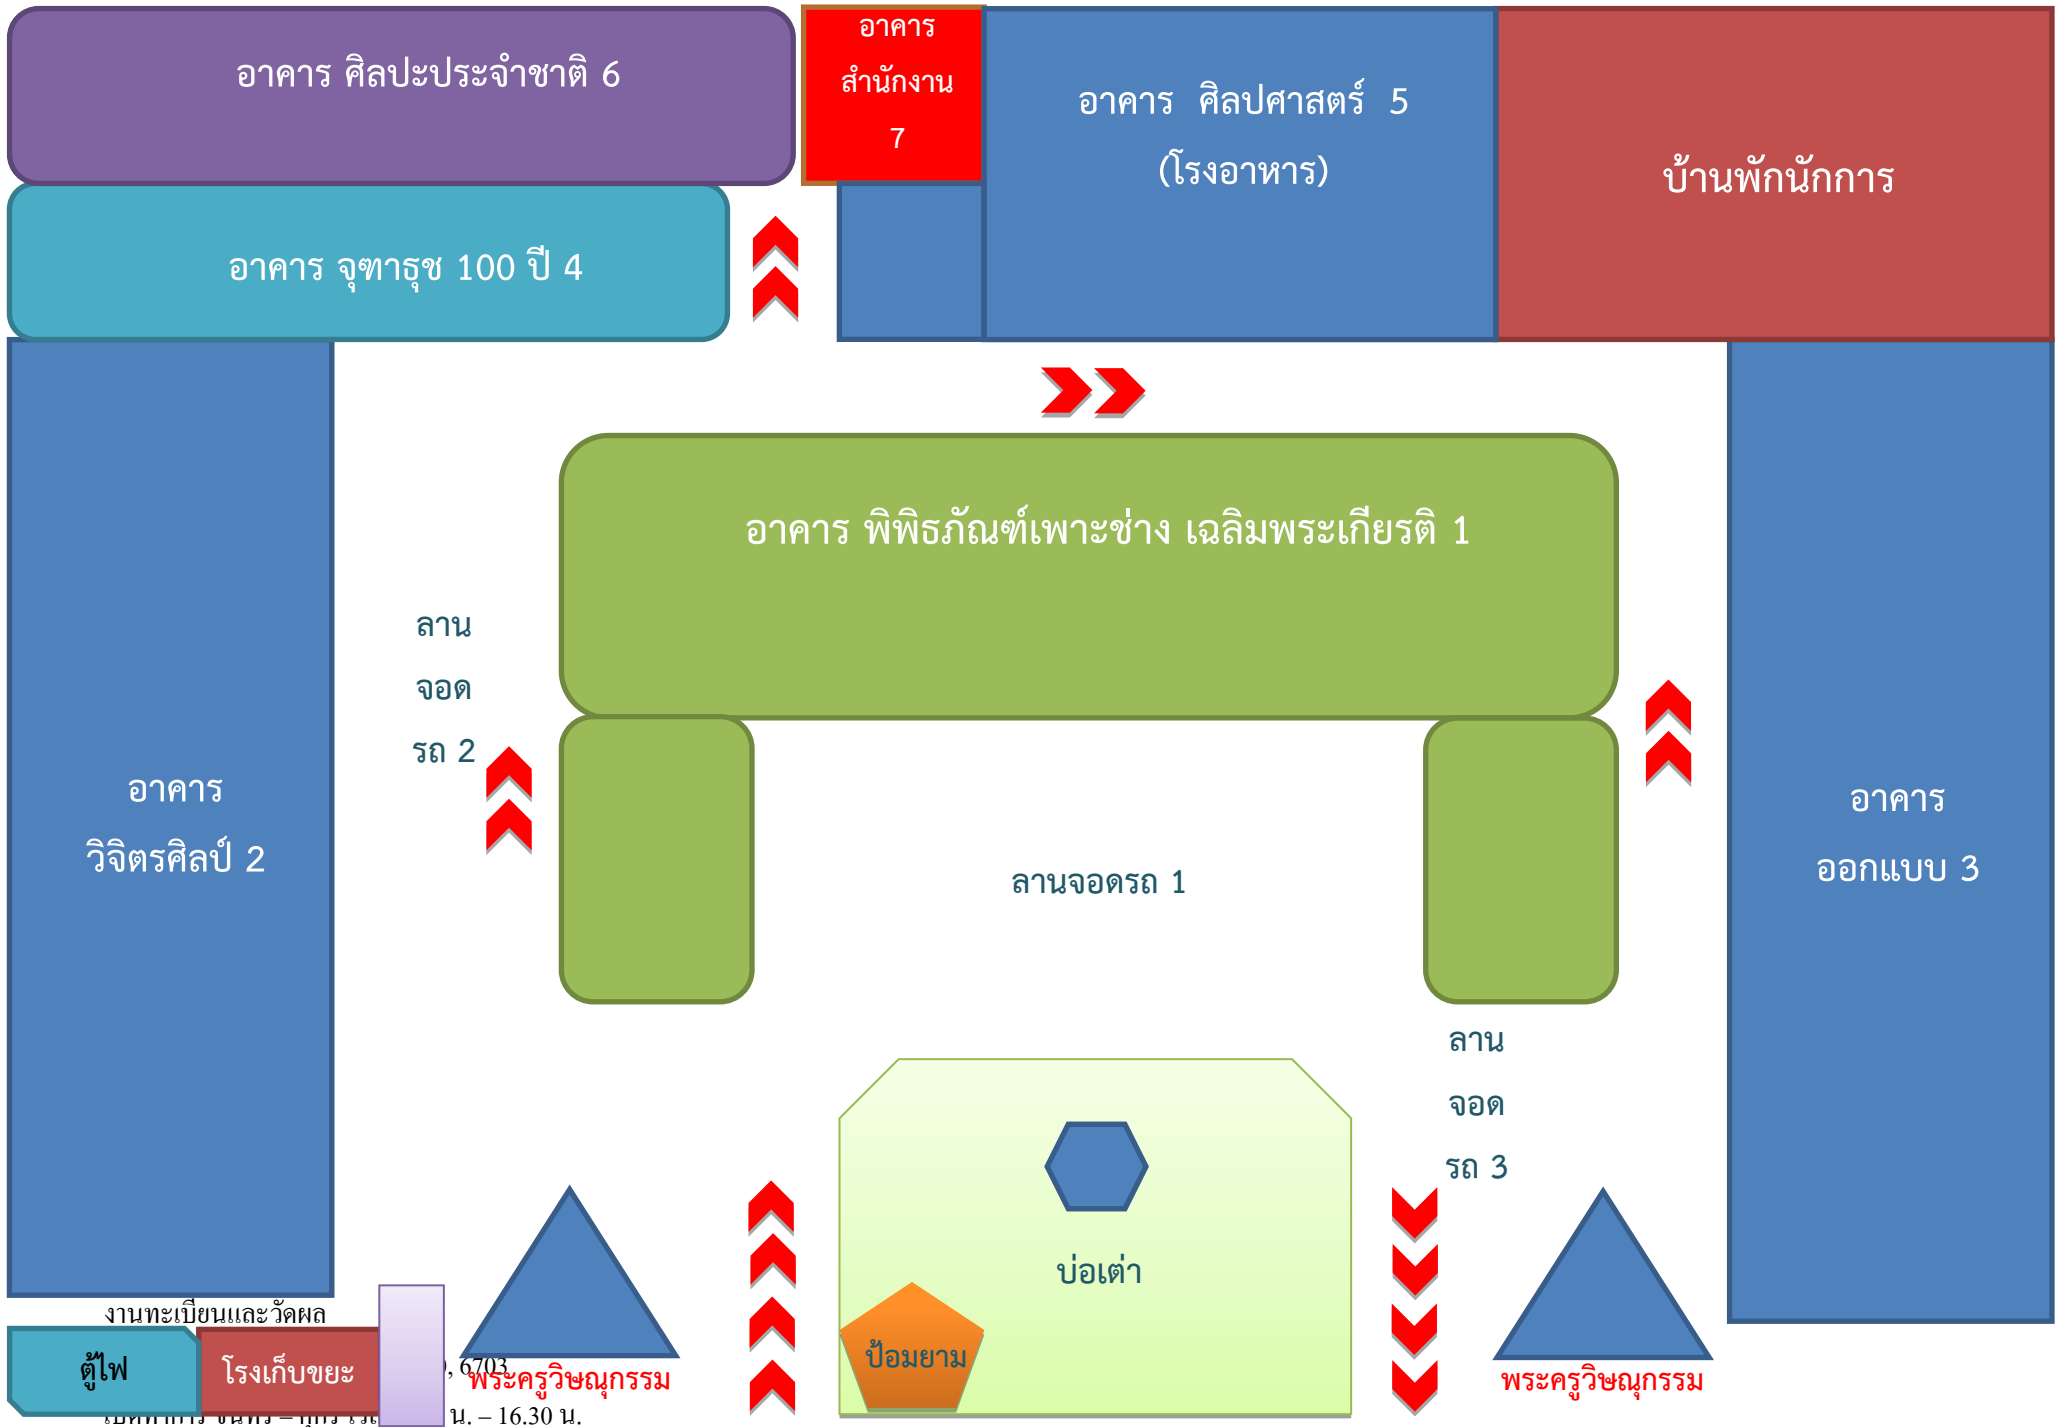 อาคาร ศิลปะประจำชาติ 6
อาคาร
สำนักงาน
7
อาคาร ศิลปศาสตร์ 5
(โรงอาหาร)
บ้านพักนักการ
อาคาร จุฑาธุช 100 ปี 4
อาคาร พิพิธภัณฑ์เพาะช่าง เฉลิมพระเกียรติ 1
ลาน
จอด
รถ 2
อาคาร
วิจิตรศิลป์ 2
ลานจอดรถ 1
อาคาร
ออกแบบ 3
ลาน
จอด
รถ 3
บ่อเต่า
ป้อมยาม
งานทะเบียนและวัดผล
ตู้ไฟ
โรงเก็บขยะ
, 6703
พระครูวิษณุกรรม
พระครูวิษณุกรรม
น. – 16.30 น.